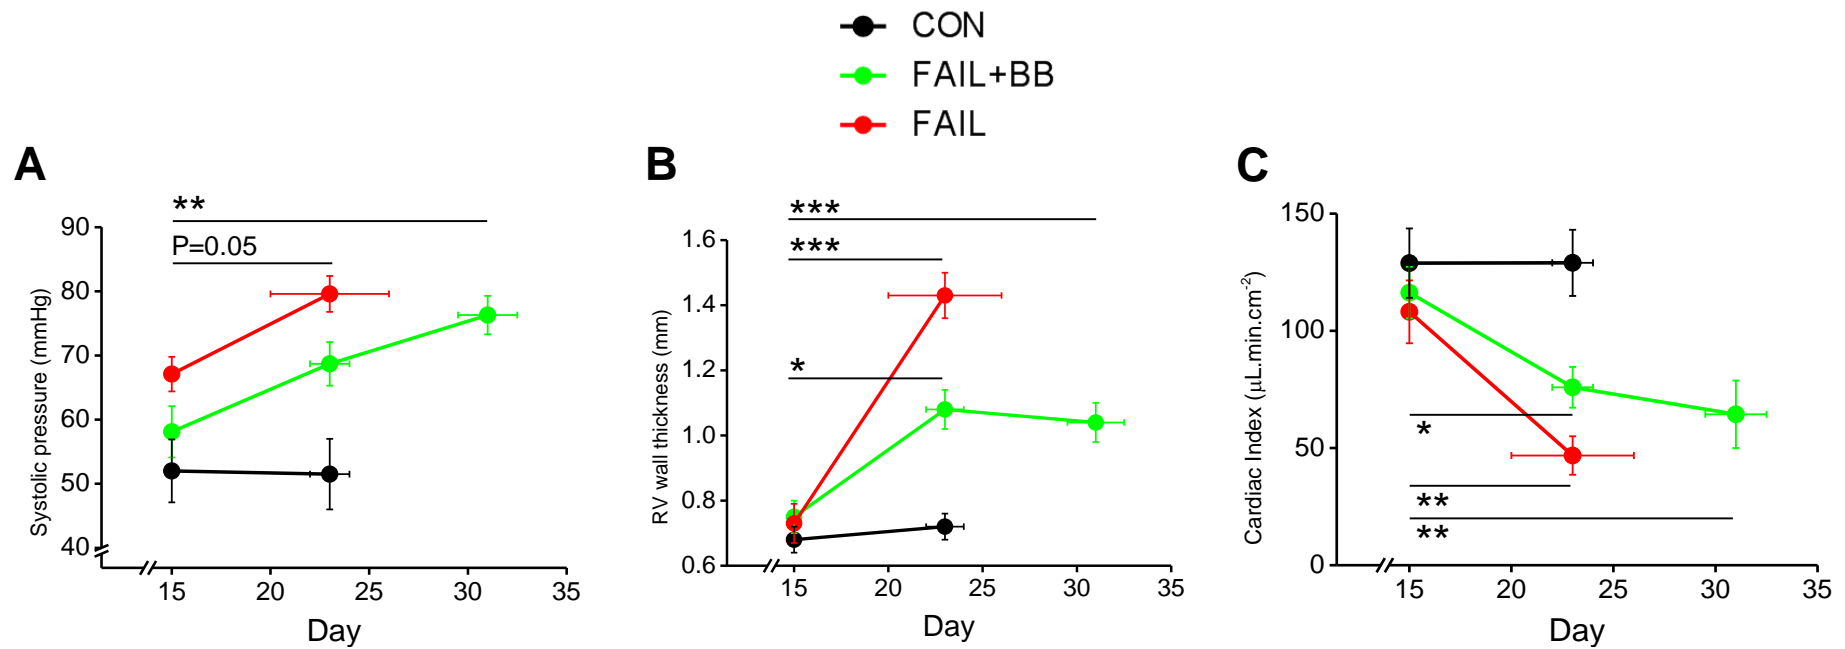 CON
FAIL+BB
FAIL
A
Systolic pressure (mmHg)
90
80
70
60
50
40
**
P=0.05
15 20 25 30 35
Day
B
RV wall thickness (mm)
1.6
1.4
1.2
1.0
0.8
0.6
***
***
*
15 20 25 30 35
Day
C
Cardiac Index (μL.min.cm-2)
150
100
50
0
*
**
**
15 20 25 30 35
Day